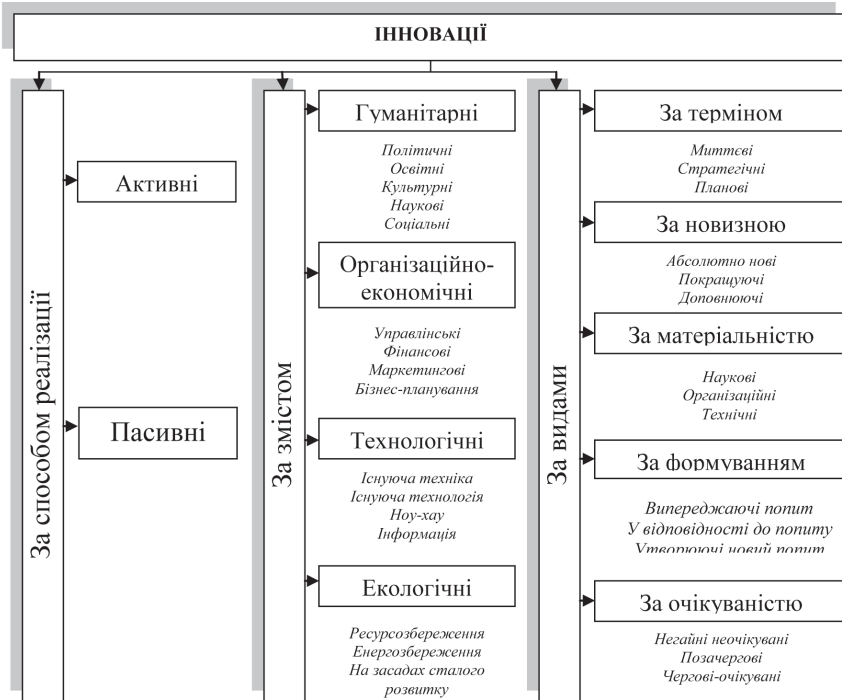 ІННОВАЦІЇ
За способом реалізації
Активні
Пасивні
За змістом
Гуманітарні
Політичні
Освітні
Культурні
Наукові
Соціальні
Організаційно-
економічні
Управлінські
Фінансові
Маркетингові
Бізнес-планування
Технологічні
Існуюча техніка
Існуюча технологія
Ноу-хау
Інформація
Екологічні
Ресурсозбереження
Енергозбереження
На засадах сталого
розвитку
За видами
За терміном
Миттєві
Стратегічні
Планові
За новизною
Абсолютно нові
Покращуючі
Доповнюючі
За матеріальністю
Наукові
Організаційні
Технічні
За формуванням
Випереджаючі попит
У відповідності до попиту
Утворюючі новий попит
За очікуваністю
Негайні неочікувані
Позачергові
Чергові-очікувані